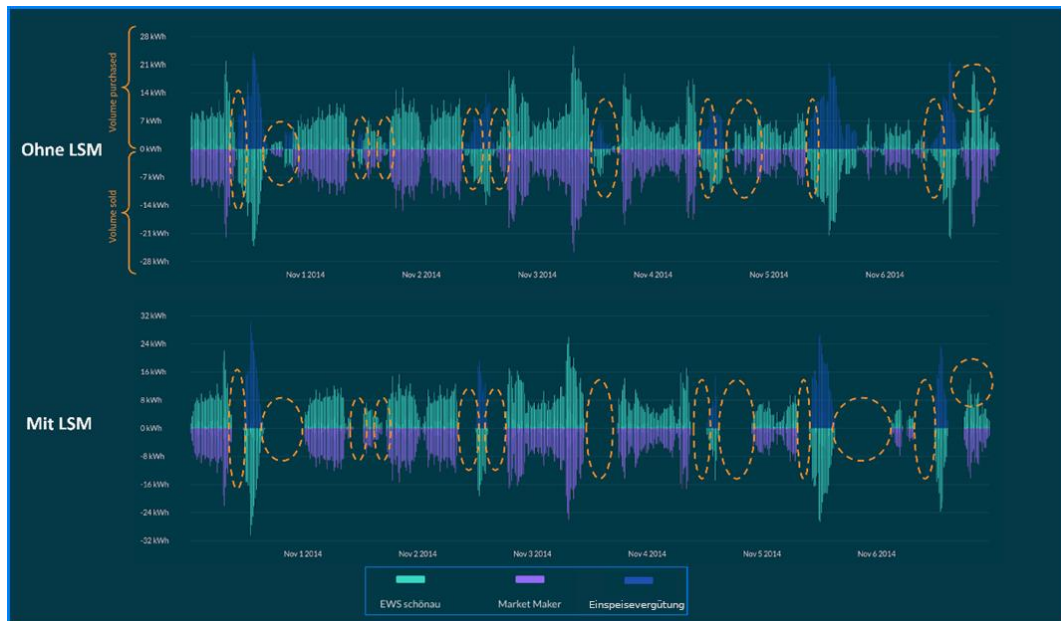 Ohne LSM
Volume purchased
Volume sold
28 kWh
21 kWh
14 kWh
7 kWh
0 kWh
-7 kWh
-14 kWh
-21 kWh
-28 kWh
Nov 1 2014
Nov 2 2014
Nov 3 2014
Nov 4 2014
Nov 5 2014
Nov 6 2014
Mit LSM
32 kWh
24 kWh
16 kWh
8 kWh
0 kWh
-8 kWh
-16 kWh
-24 kWh
-32 kWh
Nov 1 2014
Nov 2 2014
Nov 3 2014
Nov 4 2014
Nov 5 2014
Nov 6 2014
EWS schönau
Market Maker
Einspeisevergütung